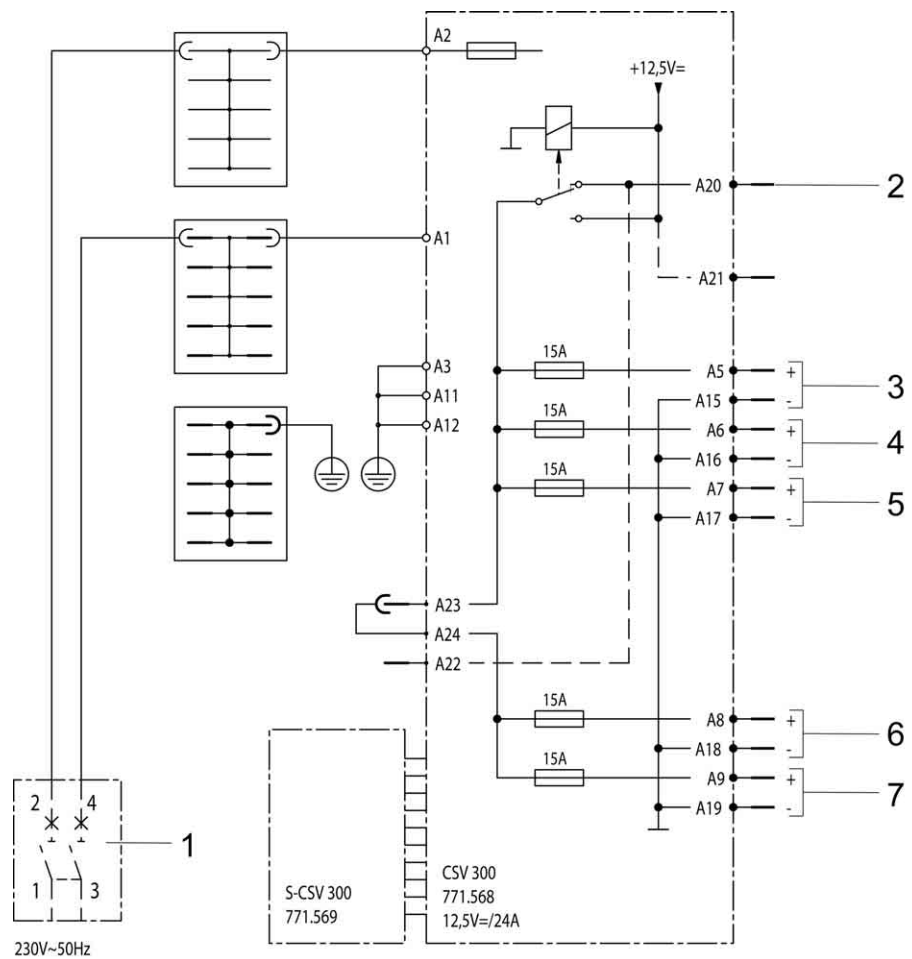 A2
+12,5V=
A20
2
A1
A21
15A
A3
A5
+
3
A11
A15
-
15A
A12
A6
+
4
A16
-
15A
A7
+
5
A17
-
A23
A24
A22
15A
A8
+
6
A18
-
15A
A9
+
7
A19
-
2 4
1
1 3
S-CSV 300
771.569
CSV 300
771.568
12,5V=/24A
230V~50Hz